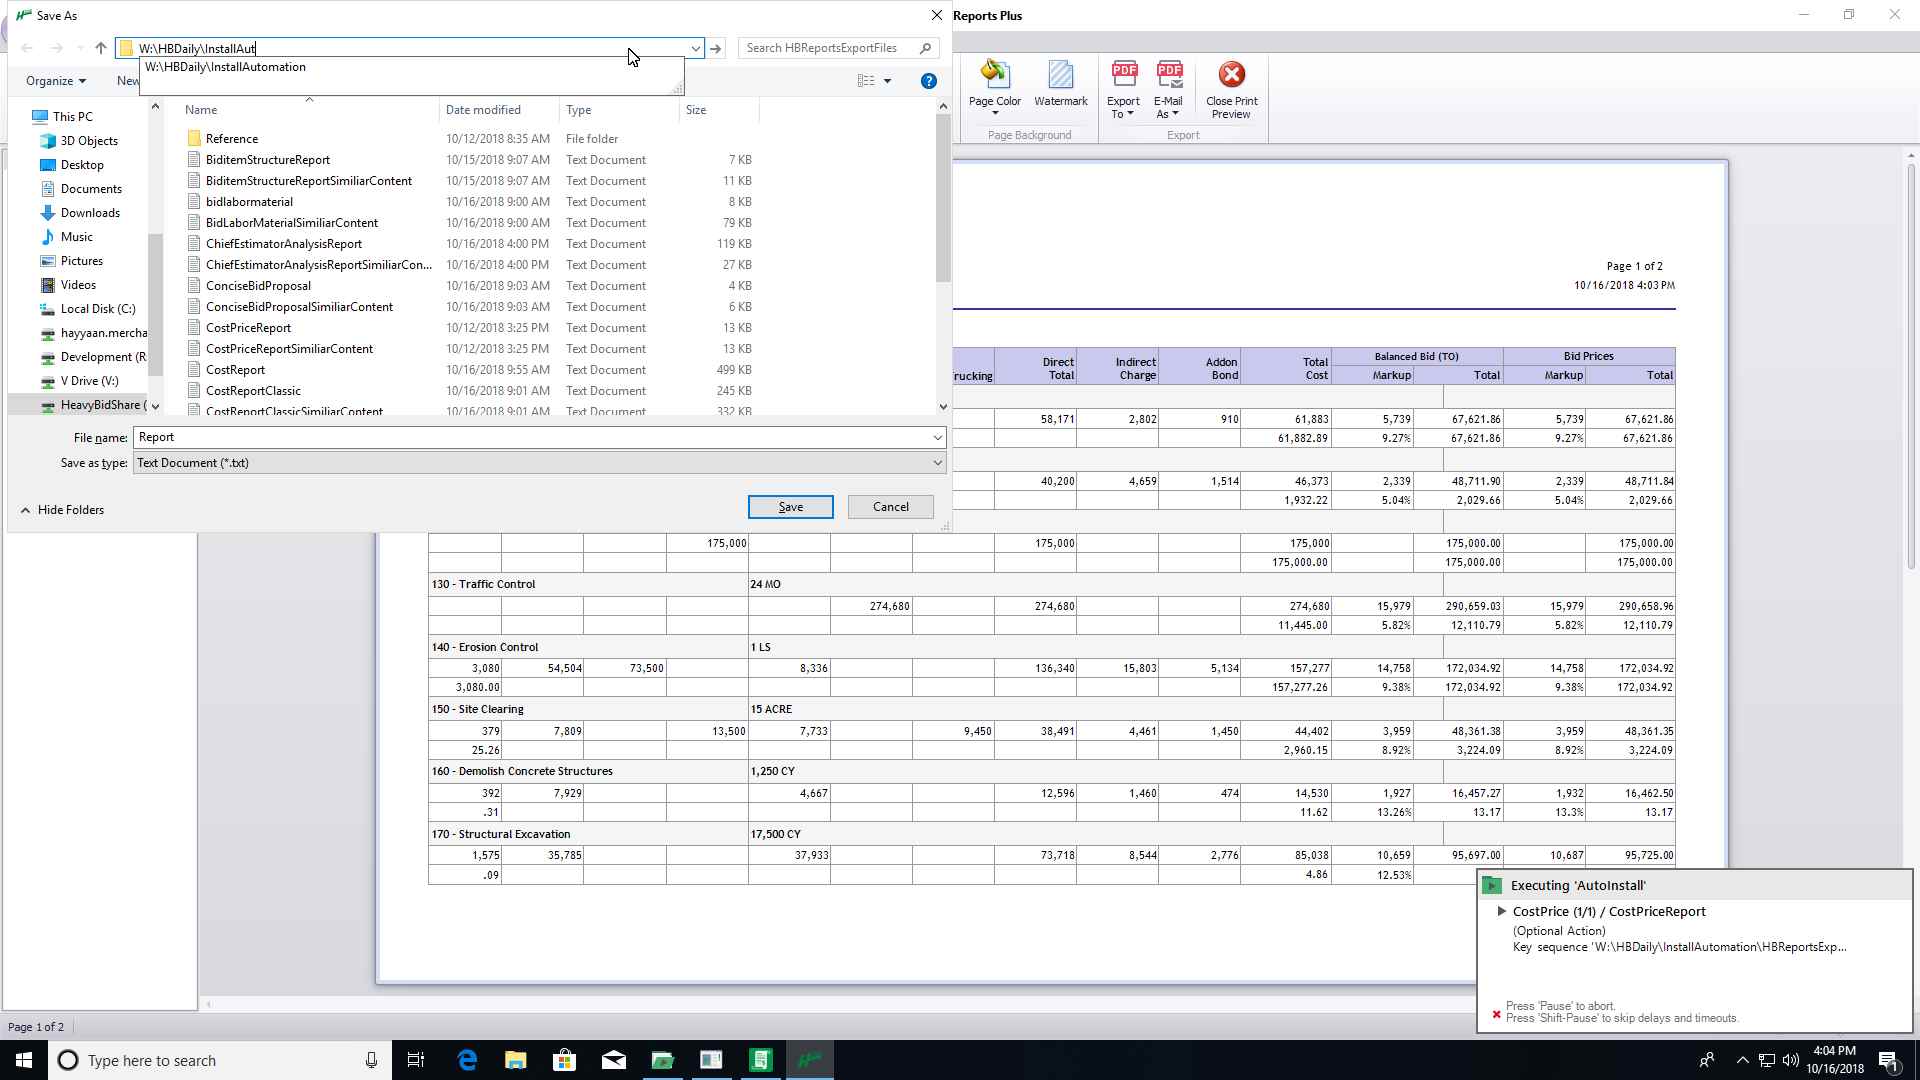 Save As
W:\HBDaily\InstallAut
Search HBReportsExportFiles
W:\HBDaily\InstallAutomation
Organize
New
This PC
3D Objects
Desktop
Documents
Downloads
Music
Pictures
Videos
Local Disk (C:)
hayyaan.mercha
Development (R
V Drive (V:)
HeavyBidShare (
Name Date modified Type Size
Reference 10/12/2018 8:35 AM File folder
BiditemStructureReport 10/15/2018 9:07 AM Text Document 7 KB
BiditemStructureReportSimiliarContent 10/15/2018 9:07 AM Text Document 11 KB
bidlabormaterial 10/16/2018 9:00 AM Text Document 8 KB
BidLaborMaterialSimiliarContent 10/16/2018 9:00 AM Text Document 79 KB
ChiefEstimatorAnalysisReport 10/16/2018 4:00 PM Text Document 119 KB
ChiefEstimatorAnalysisReportSimiliarCon... 10/16/2018 4:00 PM Text Document 27 KB
ConciseBidProposal 10/16/2018 9:03 AM Text Document 4 KB
ConciseBidProposalSimiliarContent 10/16/2018 9:03 AM Text Document 6 KB
CostPriceReport 10/12/2018 3:25 PM Text Document 13 KB
CostPriceReportSimiliarContent 10/12/2018 3:25 PM Text Document 13 KB
CostReport 10/16/2018 9:55 AM Text Document 499 KB
CostReportClassic 10/16/2018 9:01 AM Text Document 245 KB
CostReportClassicSimiliarContent 10/16/2018 9:01 AM Text Document 332 KB
File name: Report
Save as type: Text Document (*.txt)
Hide Folders
Save
Cancel
Reports Plus
Page Color
Watermark
Page Background
Export To
E-Mail As
Close Print Preview
Export
Page 1 of 2
10/16/2018 4:03 PM
rucking Direct Total Indirect Charge Addon Bond Total Cost Balanced Bid (TO) Markup Total Bid Prices Markup Total
58,171 2,802 910 61,883 5,739 67,621.86 5,739 67,621.86
61,882.89 9.27% 67,621.86 9.27% 67,621.86
40,200 4,659 1,514 46,373 2,339 48,711.90 2,339 48,711.84
1,932.22 5.04% 2,029.66 5.04% 2,029.66
175,000 175,000 175,000 175,000.00 175,000.00
175,000.00 175,000.00 175,000.00
130 - Traffic Control 24 MO
274,680 274,680 274,680 15,979 290,659.03 15,979 290,658.96
11,445.00 5.82% 12,110.79 5.82% 12,110.79
140 - Erosion Control 1 LS
3,080 54,504 73,500 8,336 136,340 15,803 5,134 157,277 14,758 172,034.92 14,758 172,034.92
3,080.00 157,277.26 9.38% 172,034.92 9.38% 172,034.92
150 - Site Clearing 15 ACRE
379 7,809 13,500 7,733 9,450 38,491 4,461 1,450 44,402 3,959 48,361.38 3,959 48,361.35
25.26 2,960.15 8.92% 3,224.09 8.92% 3,224.09
160 - Demolish Concrete Structures 1,250 CY
392 7,929 4,667 12,596 1,460 474 14,530 1,927 16,457.27 1,932 16,462.50
.31 11.62 13.26% 13.17 13.3% 13.17
170 - Structural Excavation 17,500 CY
1,575 35,785 37,933 73,718 8,544 2,776 85,038 10,659 95,697.00 10,687 95,725.00
.09 4.86 12.53%
Executing 'AutoInstall'
CostPrice (1/1) / CostPriceReport
(Optional Action)
Key sequence 'W:\HBDaily\InstallAutomation\HBReportsExp...
Press 'Pause' to abort.
Press 'Shift-Pause' to skip delays and timeouts.
Page 1 of 2
Type here to search
4:04 PM
10/16/2018
1